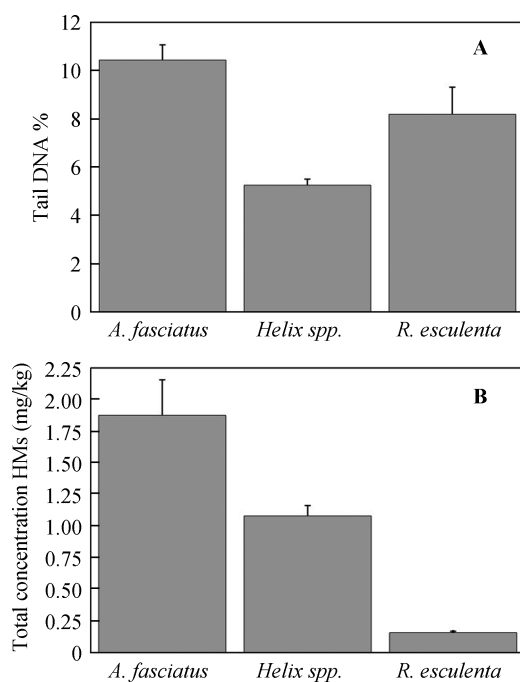 12
A
10
8
6
4
2
0
Tail DNA %
A. fasciatus Helix spp. R. esculenta
2.25
B
2.00
1.75
1.50
1.25
1.00
0.75
0.50
0.25
0
Total concentration HMs (mg/kg)
A. fasciatus Helix spp. R. esculenta